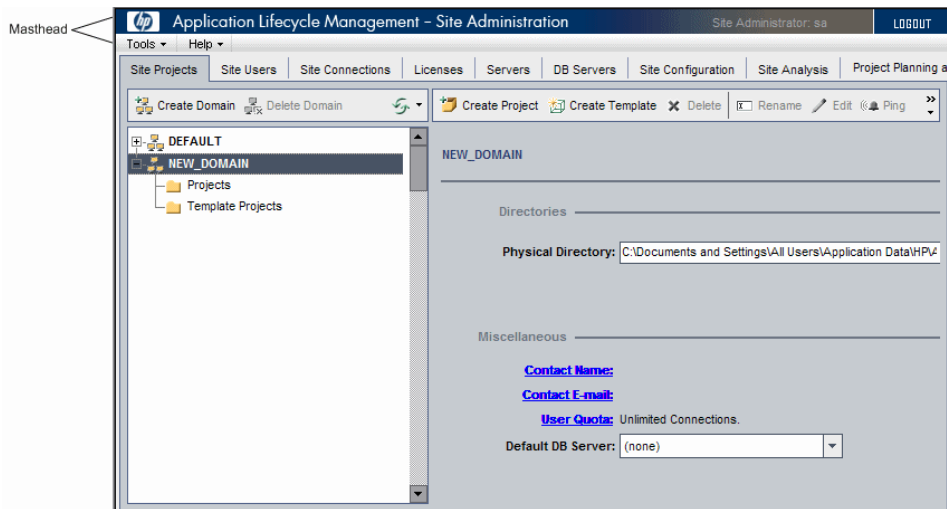 Masthead
hp Application Lifecycle Management – Site Administration Site Administrator: sa LOGOUT
Tools Help
Site Projects Site Users Site Connections Licenses Servers DB Servers Site Configuration Site Analysis Project Planning a
Create Domain Delete Domain Create Project Create Template Delete Rename Edit Ping
DEFAULT
NEW_DOMAIN
Projects
Template Projects
NEW_DOMAIN
Directories
Physical Directory: C:\Documents and Settings\All Users\Application Data\HP\A
Miscellaneous
Contact Name:
Contact E-mail:
User Quota: Unlimited Connections.
Default DB Server: (none)